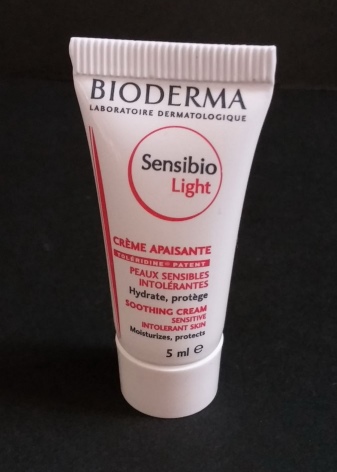 BIODERMA
LABORATOIRE DERMATOLOGIQUE
Sensibio
Light
CRÈME APAISANTE
TOLÉRIDINE™ PATENT
PEAUX SENSIBLES
INTOLÉRANTES
Hydrate, protège
SOOTHING CREAM
SENSITIVE
INTOLERANT SKIN
Moisturizes, protects
5 ml ℮